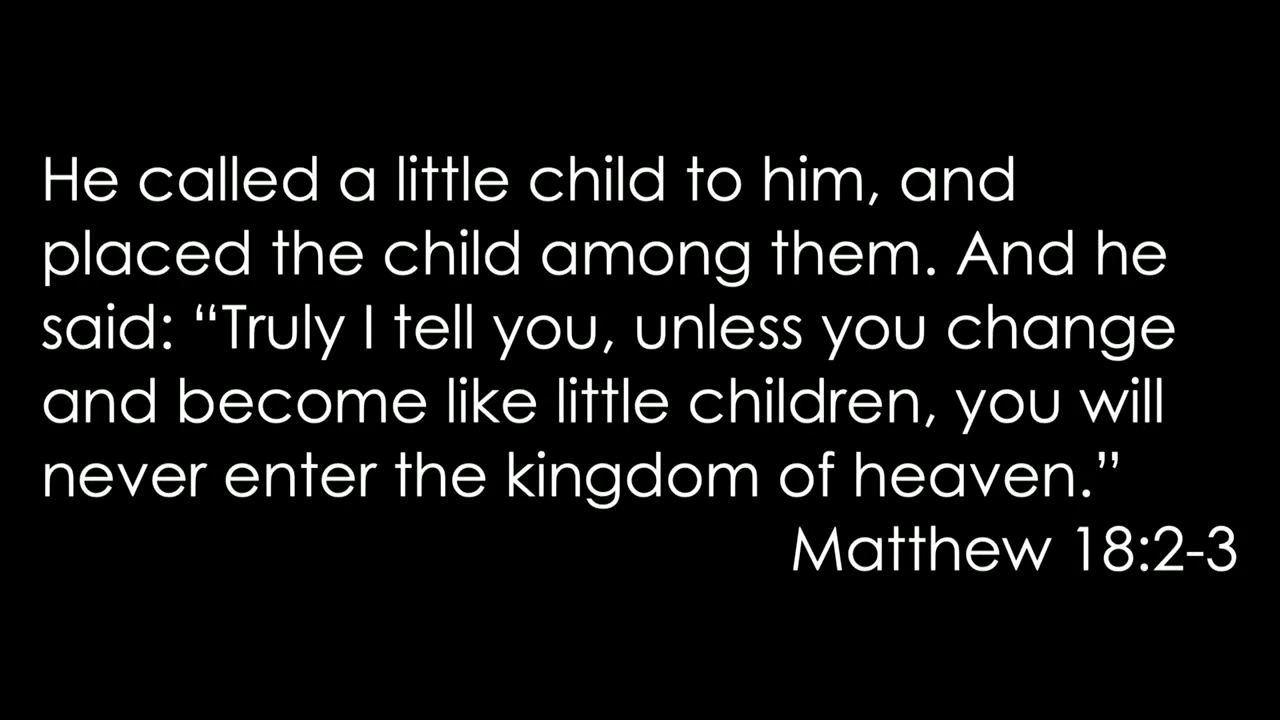 He called a little child to him, and
placed the child among them. And he
said: “Truly I tell you, unless you change
and become like little children, you will
never enter the kingdom of heaven.”
Matthew 18:2-3